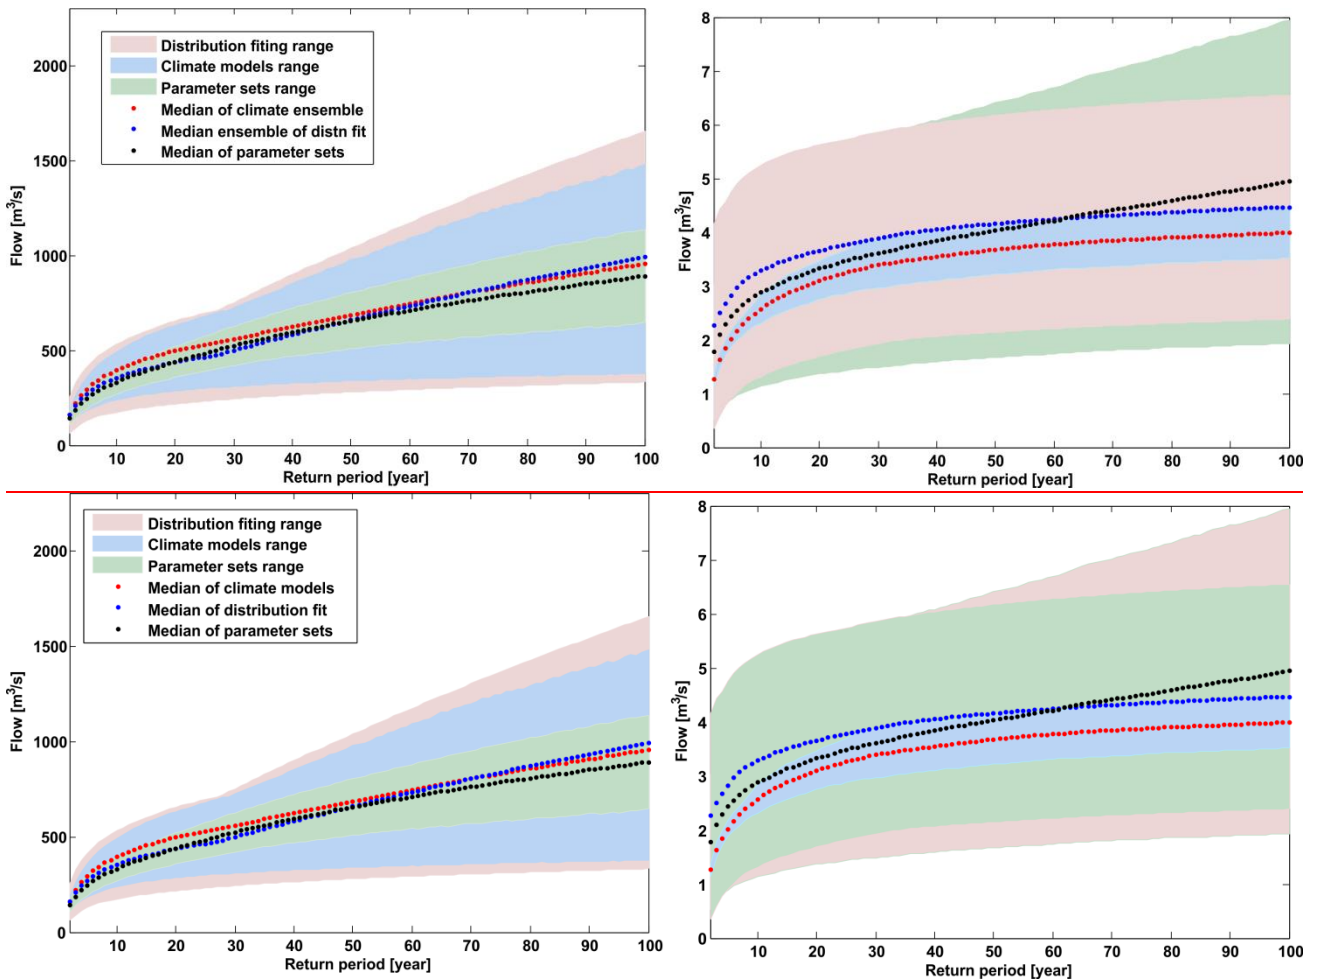 2000
1500
1000
500
0
Flow [m³/s]
Distribution fiting range
Climate models range
Parameter sets range
Median of climate ensemble
Median ensemble of distn fit
Median of parameter sets
10 20 30 40 50 60 70 80 90 100
Return period [year]
8
7
6
5
4
3
2
1
0
Flow [m³/s]
10 20 30 40 50 60 70 80 90 100
Return period [year]
2000
1500
1000
500
0
Flow [m³/s]
Distribution fiting range
Climate models range
Parameter sets range
Median of climate models
Median of distribution fit
Median of parameter sets
10 20 30 40 50 60 70 80 90 100
Return period [year]
8
7
6
5
4
3
2
1
0
Flow [m³/s]
10 20 30 40 50 60 70 80 90 100
Return period [year]